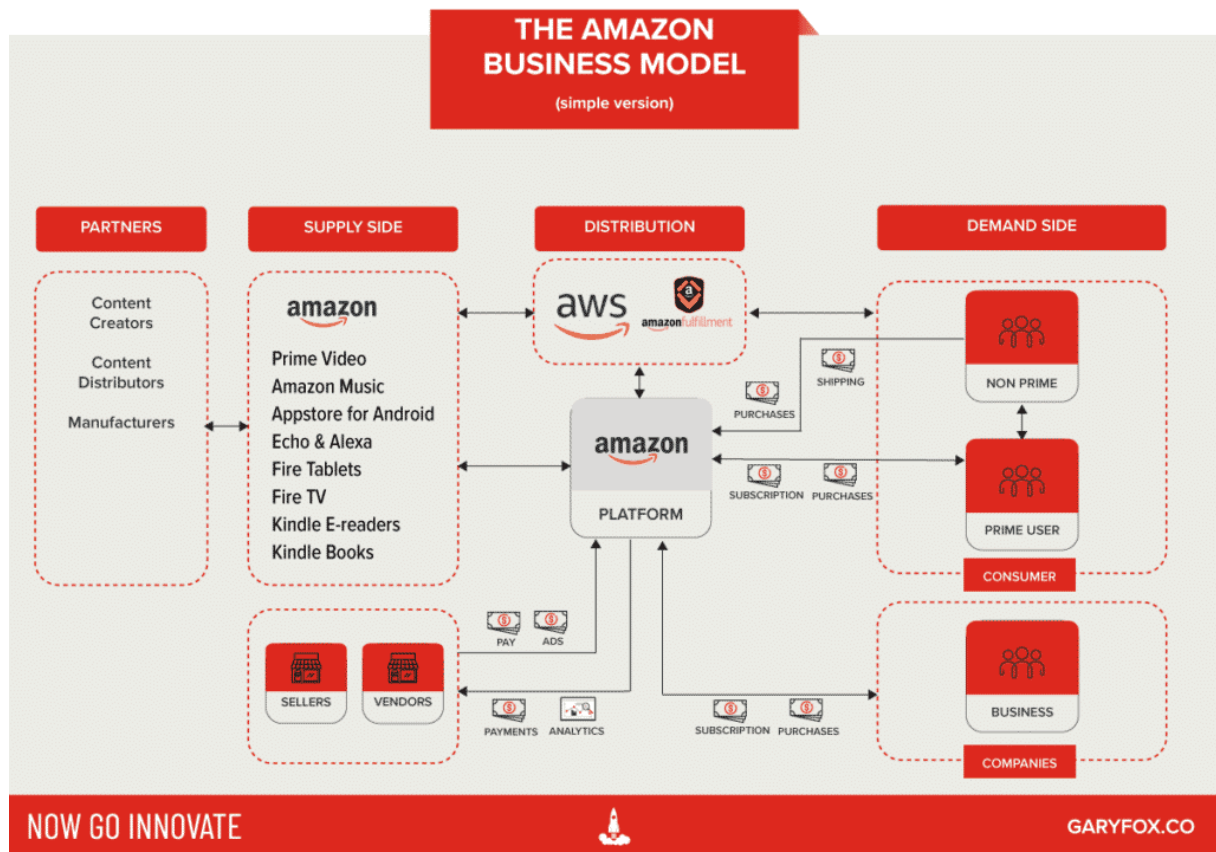 THE AMAZON
BUSINESS MODEL
(simple version)
PARTNERS
SUPPLY SIDE
DISTRIBUTION
DEMAND SIDE
Content
Creators
Content
Distributors
Manufacturers
amazon
Prime Video
Amazon Music
Appstore for Android
Echo & Alexa
Fire Tablets
Fire TV
Kindle E-readers
Kindle Books
aws
a
amazonfulfillment
amazon
PLATFORM
SHIPPING
PURCHASES
SUBSCRIPTION
PURCHASES
NON PRIME
PRIME USER
CONSUMER
SELLERS
VENDORS
PAY
ADS
PAYMENTS
ANALYTICS
SUBSCRIPTION
PURCHASES
BUSINESS
COMPANIES
NOW GO INNOVATE
GARYFOX.CO